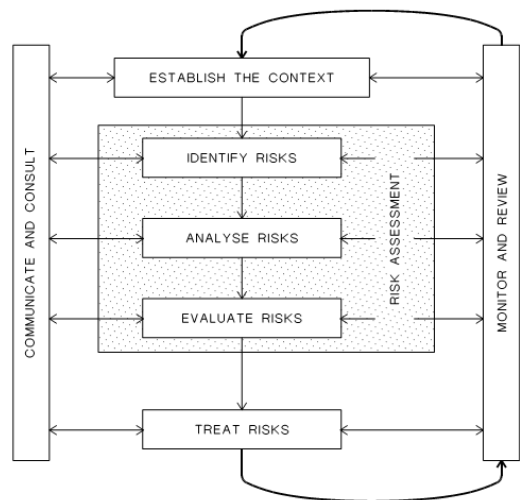 ESTABLISH THE CONTEXT
IDENTIFY RISKS
ANALYSE RISKS
EVALUATE RISKS
TREAT RISKS
COMMUNICATE AND CONSULT
RISK ASSESSMENT
MONITOR AND REVIEW